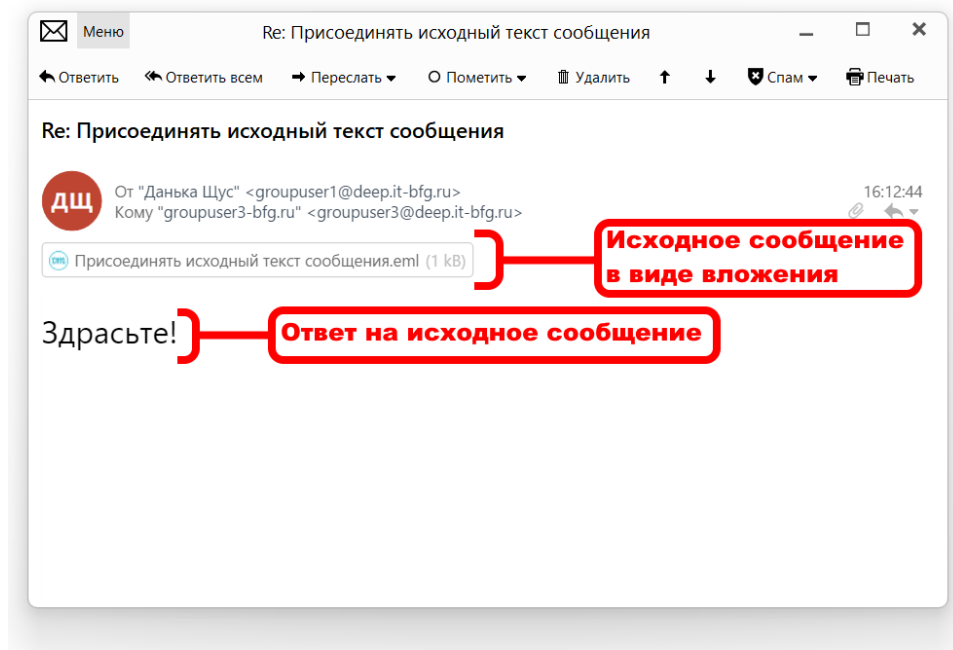 Меню
Re: Присоединять исходный текст сообщения
Ответить Ответить всем Переслать Пометить Удалить Спам Печать
Re: Присоединять исходный текст сообщения
ДЩ
От "Данька Щус" <groupuser1@deep.it-bfg.ru> 16:12:44
Кому "groupuser3-bfg.ru" <groupuser3@deep.it-bfg.ru>
Присоединять исходный текст сообщения.eml (1 kB)
Исходное сообщение
в виде вложения
Здрасьте!
Ответ на исходное сообщение